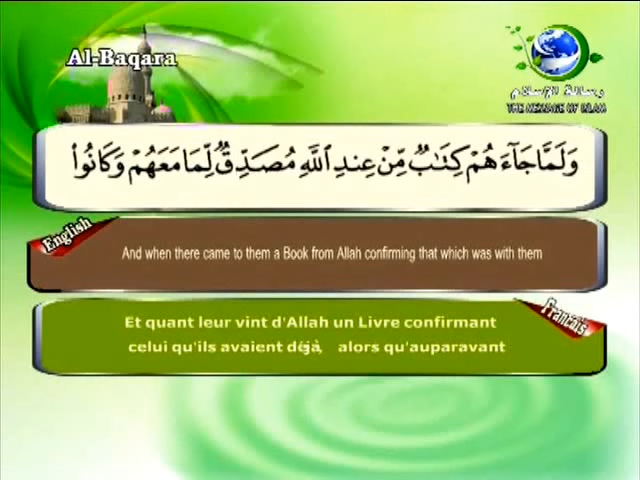 Al-Baqara
رسالة الإسلام
THE MESSAGE OF ISLAM
وَلَمَّا جَآءَهُمْ كِتَٰبٌ مِّنْ عِندِ ٱللَّهِ مُصَدِّقٌ لِّمَا مَعَهُمْ وَكَانُوا۟
English
And when there came to them a Book from Allah confirming that which was with them
Francais
Et quant leur vint d'Allah un Livre confirmant
celui qu'ils avaient déjà, alors qu'auparavant